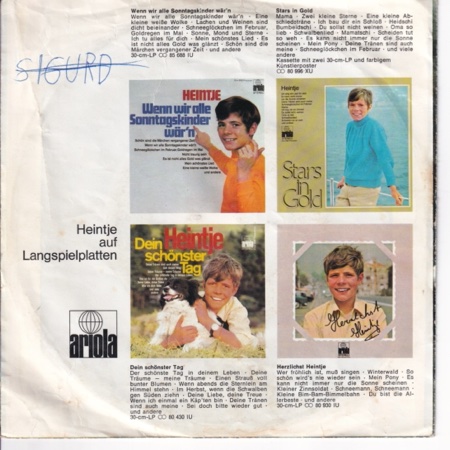 Wenn wir alle Sonntagskinder wär'n
Wenn wir alle Sonntagskinder wär'n - Eine
kleine weiße Wolke - Lachen und Weinen sind
dicht beieinander - Schneeglöckchen im Februar,
Goldregen im Mai - Sonne, Mond und Sterne -
Ich tu alles für dich - Mein schönstes Lied - Es
ist nicht alles Gold was glänzt - Schön sind die
Märchen vergangener Zeit - und andere
30-cm-LP
Stars in Gold
Mama - Zwei kleine Sterne - Eine kleine Ab-
schiedsträne - Ich bau dir ein Schloß - Heidschi
Bumbeidschi - Du sollst nicht weinen - Oma so
lieb - Schwalbenlied - Mamatschi - Scheiden tut
so weh - Es kann nicht immer nur die Sonne
scheinen - Mein Pony - Deine Tränen sind auch
meine - Schneeglöckchen im Februar - und andere
Kassette mit zwei 30-cm-LP und farbigem
Künstlerposter
80 996 XU
SIGURD
HEINTJE
Wenn wir alle
Sonntagskinder
wär'n
ariola
Heintje
Stars
in
Gold
Heintje
auf
Langspielplatten
ariola
Dein Heintje
schönster
Tag
Herzlichst
Heintje
Dein schönster Tag
Der schönste Tag in deinem Leben - Deine
Träume – meine Träume - Einen Strauß voll
bunter Blumen - Wenn abends die Sternlein am
Himmel stehn - Im Herbst, wenn die Schwalben
gen Süden ziehn - Deine Liebe, deine Treue -
Wenn ich einmal ein Käp'ten bin - Deine Tränen
sind auch meine - Sei doch bitte wieder gut -
und andere
30-cm-LP 80 430 IU
Herzlichst Heintje
Wer fröhlich ist, muß singen - Winterwald - So
schön wird's nie wieder sein - Mein Pony - Es
kann nicht immer nur die Sonne scheinen -
Kleiner Zinnsoldat - Schneemann, Schneemann -
Kleine Bim-Bam-Bimmelbahn - Du bist die Al-
lerbeste - und andere
30-cm-LP 80 930 IU